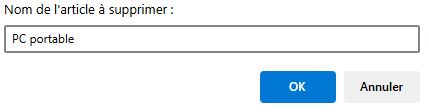 Nom de l'article à supprimer :
PC portable
OK
Annuler